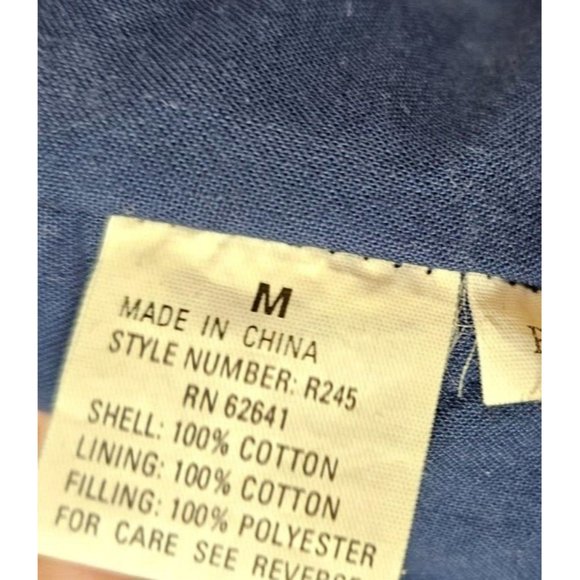 M
MADE IN CHINA
STYLE NUMBER: R245
RN 62641
SHELL: 100% COTTON
LINING: 100% COTTON
FILLING: 100% POLYESTER
FOR CARE SEE REVERSE